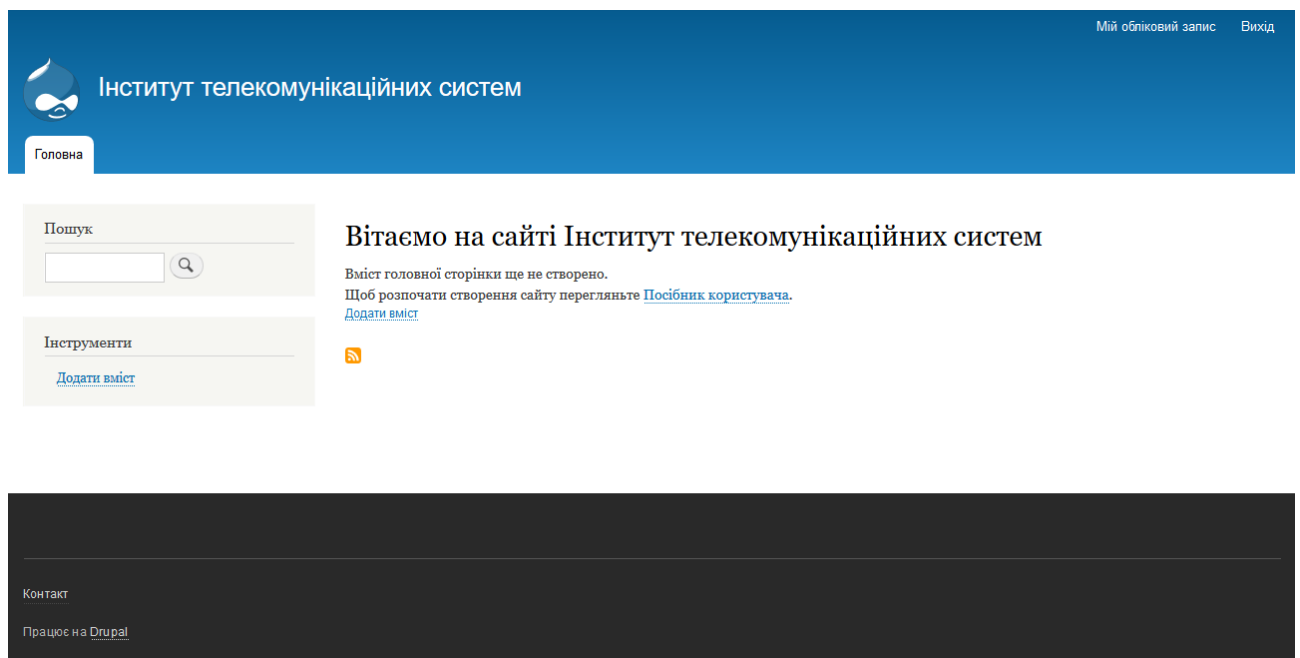 Мій обліковий запис Вихід
Інститут телекомунікаційних систем
Головна
Пошук
Вітаємо на сайті Інститут телекомунікаційних систем
Вміст головної сторінки ще не створено.
Щоб розпочати створення сайту перегляньте Посібник користувача.
Додати вміст
Інструменти
Додати вміст
Контакт
Працює на Drupal